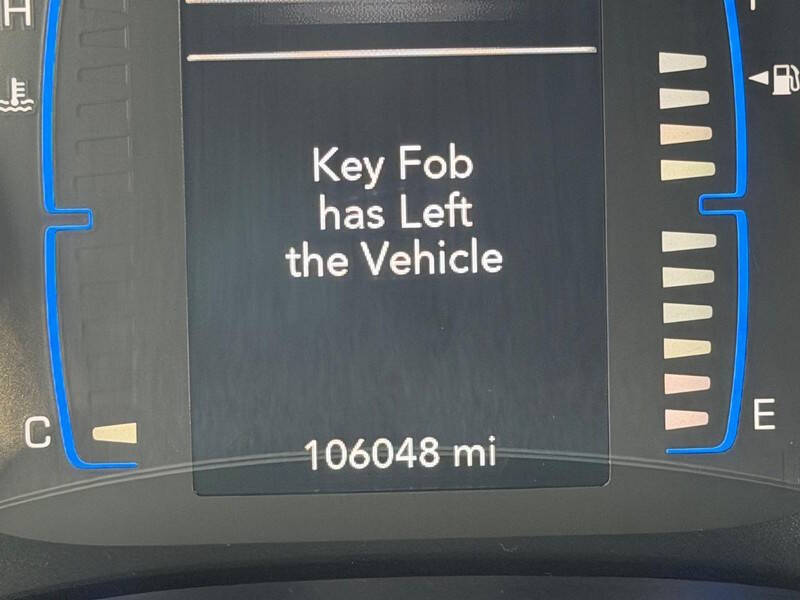 H
Key Fob
has Left
the Vehicle
C
E
106048 mi